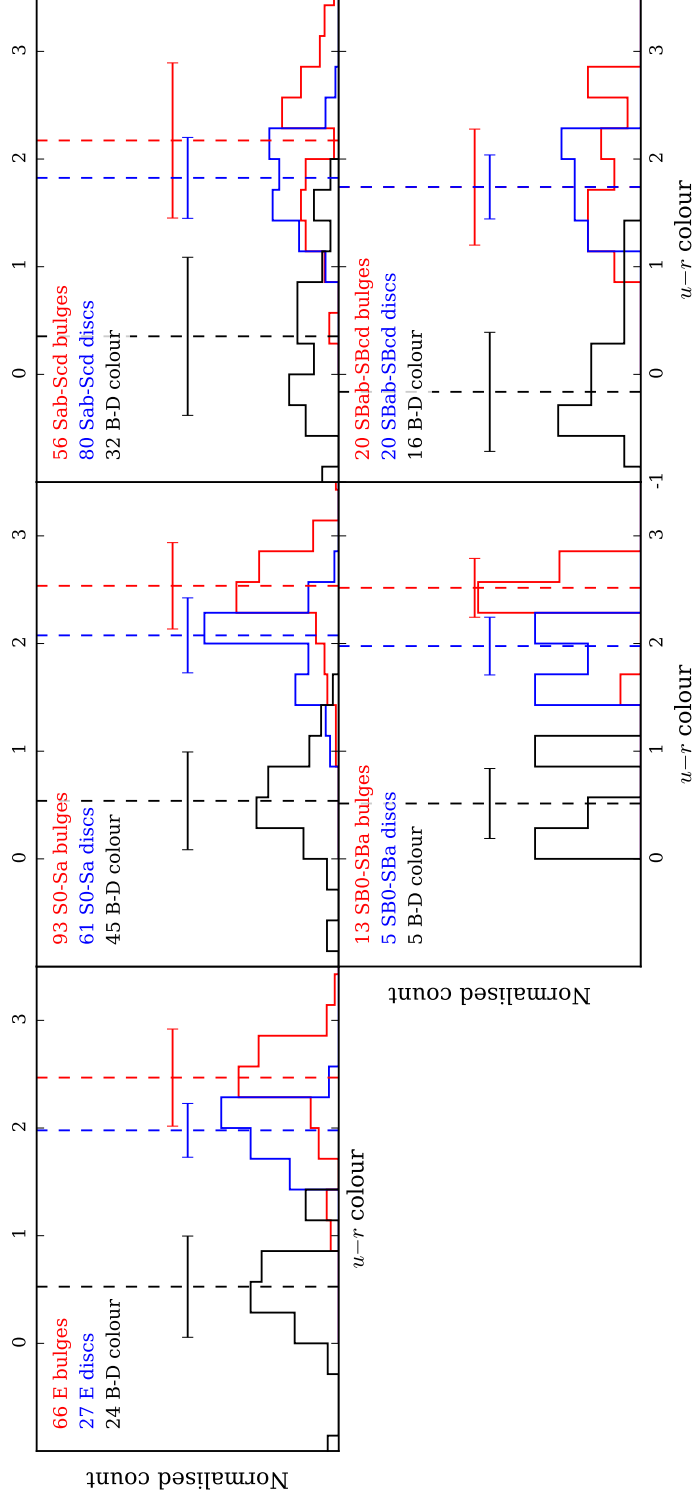 0 1 2 3
0 1 2 3
0 1 2 3
Normalised count
66 E bulges
27 E discs
24 B-D colour
93 S0-Sa bulges
61 S0-Sa discs
45 B-D colour
56 Sab-Scd bulges
80 Sab-Scd discs
32 B-D colour
u−r colour
Normalised count
13 SB0-SBa bulges
5 SB0-SBa discs
5 B-D colour
20 SBab-SBcd bulges
20 SBab-SBcd discs
16 B-D colour
0 1 2 3
-1 0 1 2 3
u−r colour
u−r colour